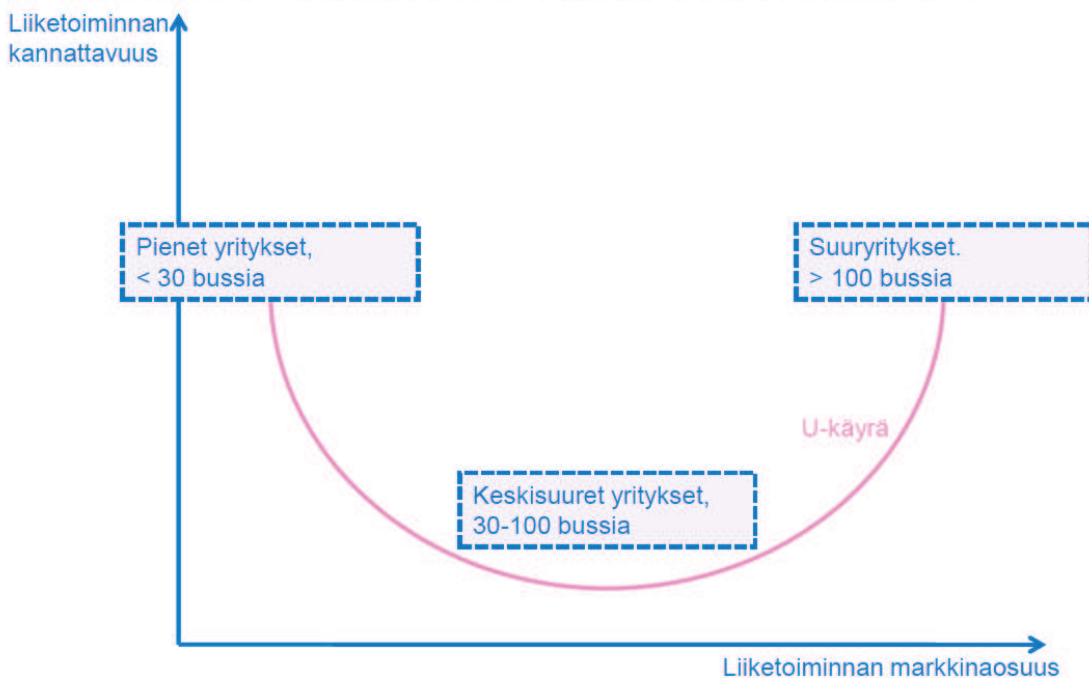 Liiketoiminnan
kannattavuus
Pienet yritykset,
< 30 bussia
Suuryritykset.
> 100 bussia
U-käyrä
Keskisuuret yritykset,
30-100 bussia
Liiketoiminnan markkinaosuus